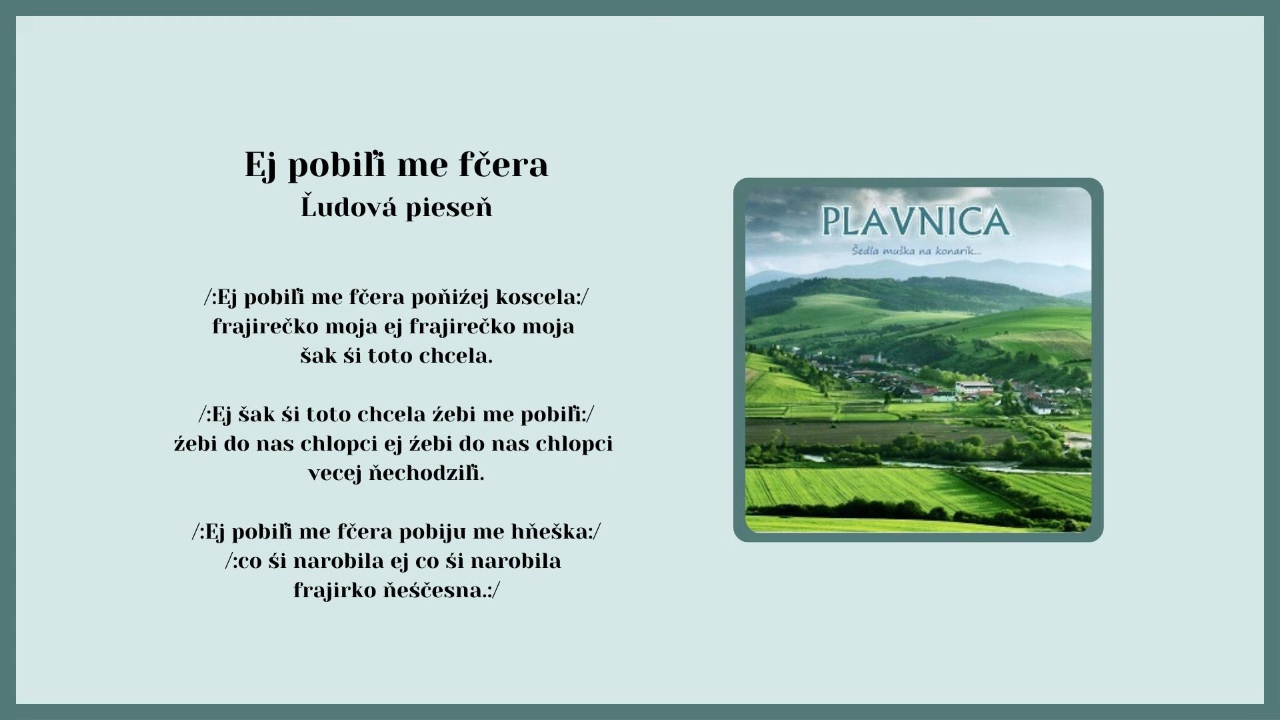 Ej pobiľi me fčera
Ľudová pieseň
/:Ej pobiľi me fčera poňiźej koscela:/
frajirečko moja ej frajirečko moja
šak śi toto chcela.
/:Ej šak śi toto chcela źebi me pobiľi:/
źebi do nas chlopci ej źebi do nas chlopci
vecej ňechodziľi.
/:Ej pobiľi me fčera pobiju me hňeška:/
/:co śi narobila ej co śi narobila
frajirko ňeśčesna.:/
PLAVNICA
Šedla muška na konarik...